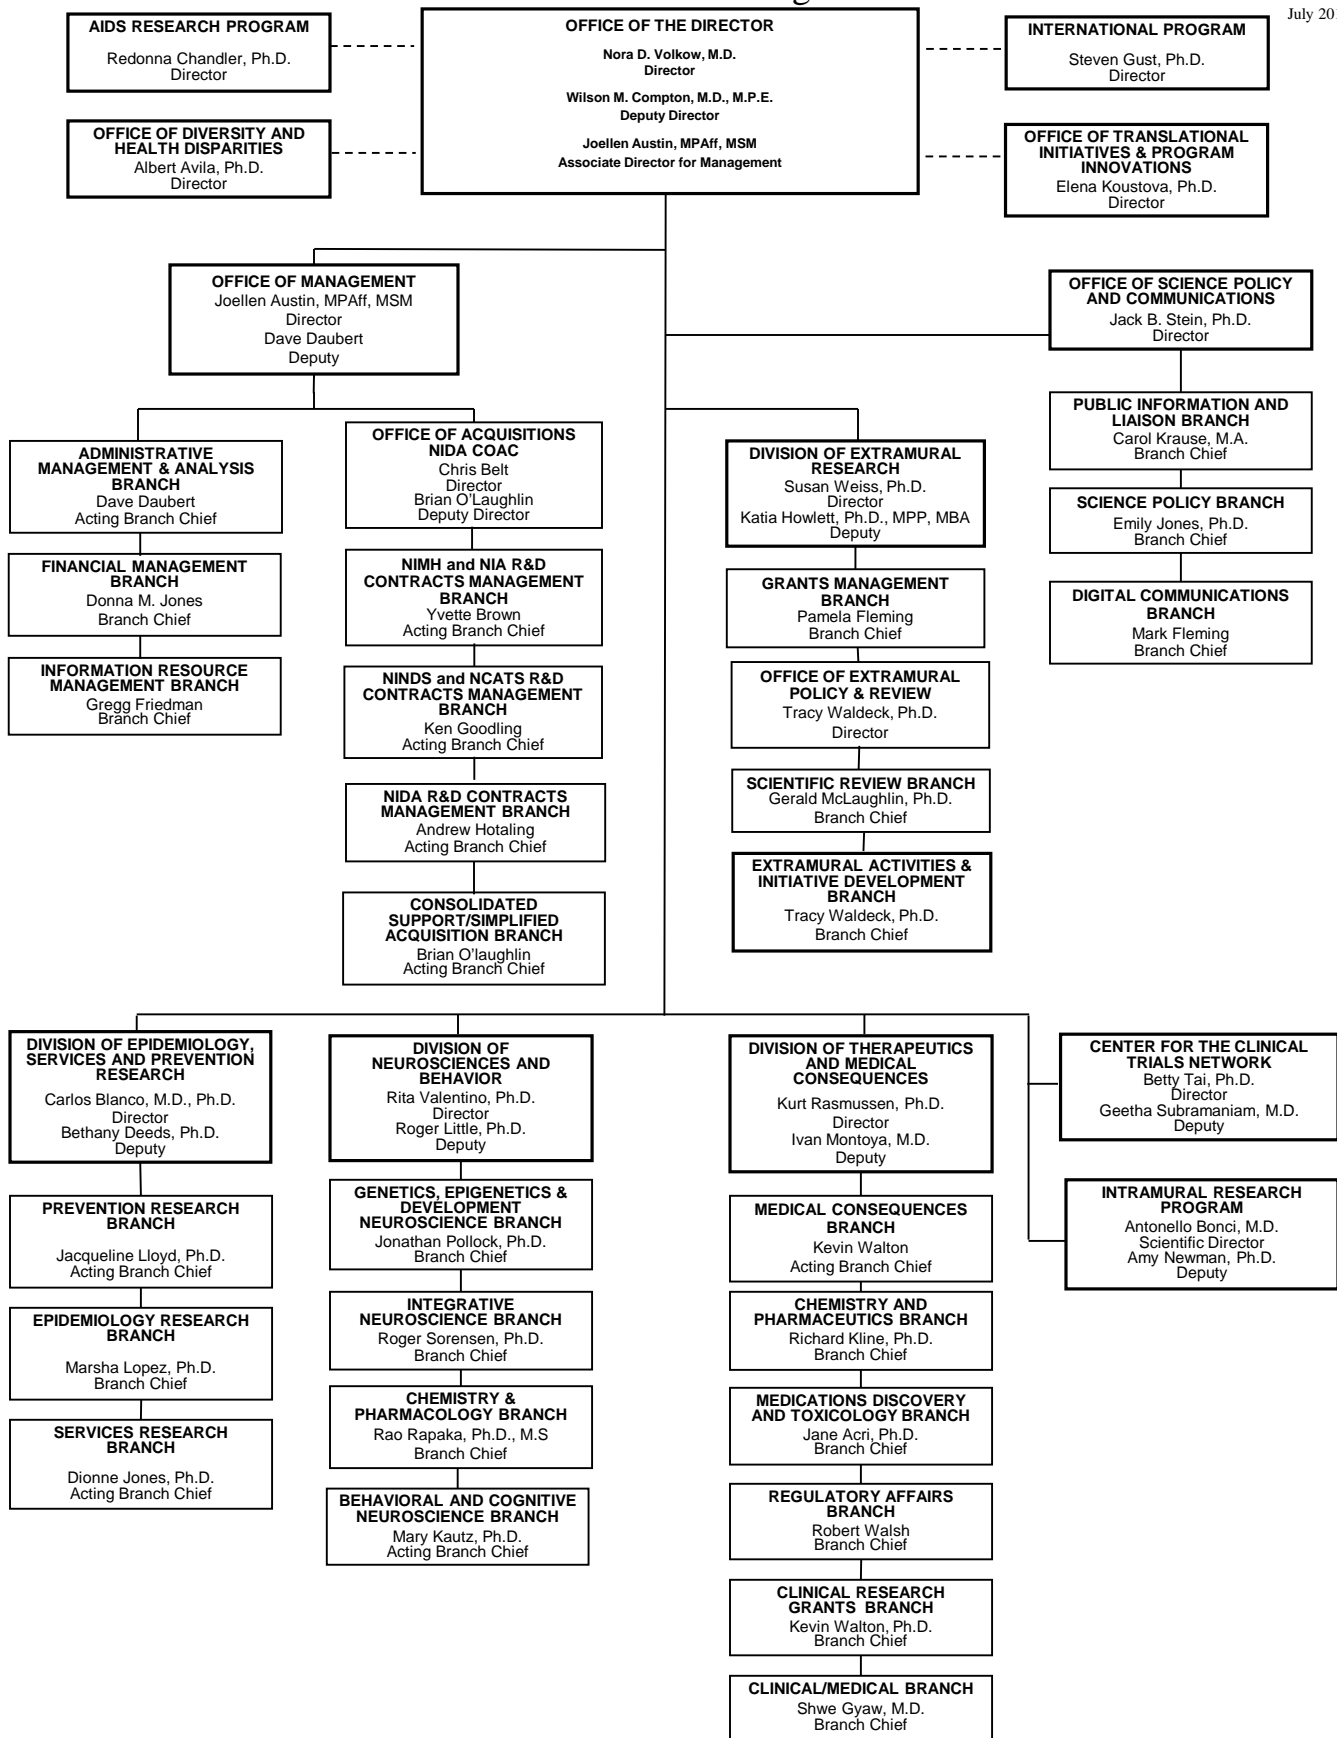 July 201
AIDS RESEARCH PROGRAM
Redonna Chandler, Ph.D.
Director
OFFICE OF THE DIRECTOR
Nora D. Volkow, M.D.
Director
Wilson M. Compton, M.D., M.P.E.
Deputy Director
Joellen Austin, MPAff, MSM
Associate Director for Management
INTERNATIONAL PROGRAM
Steven Gust, Ph.D.
Director
OFFICE OF DIVERSITY AND
HEALTH DISPARITIES
Albert Avila, Ph.D.
Director
OFFICE OF TRANSLATIONAL
INITIATIVES & PROGRAM
INNOVATIONS
Elena Koustova, Ph.D.
Director
OFFICE OF MANAGEMENT
Joellen Austin, MPAff, MSM
Director
Dave Daubert
Deputy
OFFICE OF SCIENCE POLICY
AND COMMUNICATIONS
Jack B. Stein, Ph.D.
Director
ADMINISTRATIVE
MANAGEMENT & ANALYSIS
BRANCH
Dave Daubert
Acting Branch Chief
FINANCIAL MANAGEMENT
BRANCH
Donna M. Jones
Branch Chief
INFORMATION RESOURCE
MANAGEMENT BRANCH
Gregg Friedman
Branch Chief
OFFICE OF ACQUISITIONS
NIDA COAC
Chris Belt
Director
Brian O'Laughlin
Deputy Director
NIMH and NIA R&D
CONTRACTS MANAGEMENT
BRANCH
Yvette Brown
Acting Branch Chief
NINDS and NCATS R&D
CONTRACTS MANAGEMENT
BRANCH
Ken Goodling
Acting Branch Chief
NIDA R&D CONTRACTS
MANAGEMENT BRANCH
Andrew Hotaling
Acting Branch Chief
CONSOLIDATED
SUPPORT/SIMPLIFIED
ACQUISITION BRANCH
Brian O'laughlin
Acting Branch Chief
DIVISION OF EXTRAMURAL
RESEARCH
Susan Weiss, Ph.D.
Director
Katia Howlett, Ph.D., MPP, MBA
Deputy
GRANTS MANAGEMENT
BRANCH
Pamela Fleming
Branch Chief
OFFICE OF EXTRAMURAL
POLICY & REVIEW
Tracy Waldeck, Ph.D.
Director
SCIENTIFIC REVIEW BRANCH
Gerald McLaughlin, Ph.D.
Branch Chief
EXTRAMURAL ACTIVITIES &
INITIATIVE DEVELOPMENT
BRANCH
Tracy Waldeck, Ph.D.
Branch Chief
PUBLIC INFORMATION AND
LIAISON BRANCH
Carol Krause, M.A.
Branch Chief
SCIENCE POLICY BRANCH
Emily Jones, Ph.D.
Branch Chief
DIGITAL COMMUNICATIONS
BRANCH
Mark Fleming
Branch Chief
DIVISION OF EPIDEMIOLOGY,
SERVICES AND PREVENTION
RESEARCH
Carlos Blanco, M.D., Ph.D.
Director
Bethany Deeds, Ph.D.
Deputy
PREVENTION RESEARCH
BRANCH
Jacqueline Lloyd, Ph.D.
Acting Branch Chief
EPIDEMIOLOGY RESEARCH
BRANCH
Marsha Lopez, Ph.D.
Branch Chief
SERVICES RESEARCH
BRANCH
Dionne Jones, Ph.D.
Acting Branch Chief
DIVISION OF
NEUROSCIENCES AND
BEHAVIOR
Rita Valentino, Ph.D.
Director
Roger Little, Ph.D.
Deputy
GENETICS, EPIGENETICS &
DEVELOPMENT
NEUROSCIENCE BRANCH
Jonathan Pollock, Ph.D.
Branch Chief
INTEGRATIVE
NEUROSCIENCE BRANCH
Roger Sorensen, Ph.D.
Branch Chief
CHEMISTRY &
PHARMACOLOGY BRANCH
Rao Rapaka, Ph.D., M.S
Branch Chief
BEHAVIORAL AND COGNITIVE
NEUROSCIENCE BRANCH
Mary Kautz, Ph.D.
Acting Branch Chief
DIVISION OF THERAPEUTICS
AND MEDICAL
CONSEQUENCES
Kurt Rasmussen, Ph.D.
Director
Ivan Montoya, M.D.
Deputy
MEDICAL CONSEQUENCES
BRANCH
Kevin Walton
Acting Branch Chief
CHEMISTRY AND
PHARMACEUTICS BRANCH
Richard Kline, Ph.D.
Branch Chief
MEDICATIONS DISCOVERY
AND TOXICOLOGY BRANCH
Jane Acri, Ph.D.
Branch Chief
REGULATORY AFFAIRS
BRANCH
Robert Walsh
Branch Chief
CLINICAL RESEARCH
GRANTS BRANCH
Kevin Walton, Ph.D.
Branch Chief
CLINICAL/MEDICAL BRANCH
Shwe Gyaw, M.D.
Branch Chief
CENTER FOR THE CLINICAL
TRIALS NETWORK
Betty Tai, Ph.D.
Director
Geetha Subramaniam, M.D.
Deputy
INTRAMURAL RESEARCH
PROGRAM
Antonello Bonci, M.D.
Scientific Director
Amy Newman, Ph.D.
Deputy